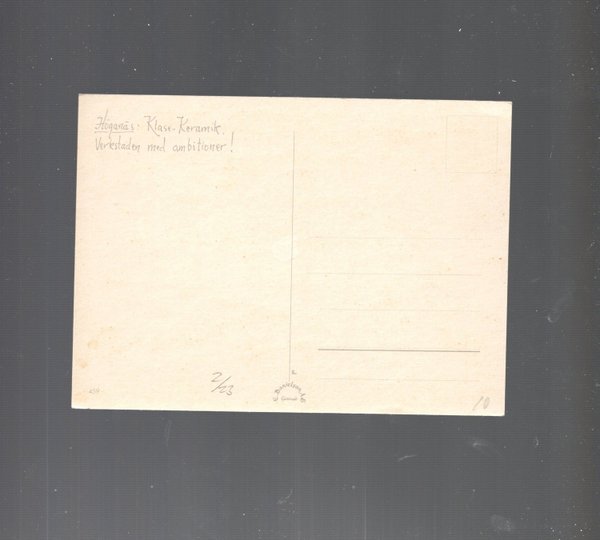 Höganäs: Klase-Keramik.
Verkstaden med ambitioner!
2/23
10